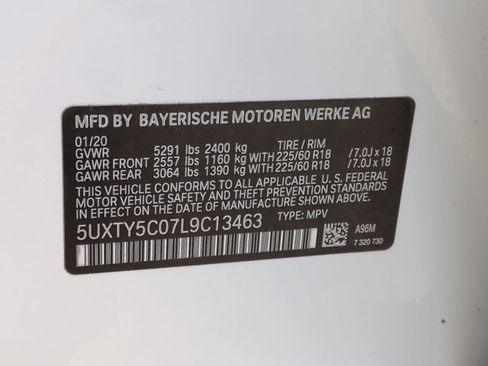 MFD BY BAYERISCHE MOTOREN WERKE AG
01/20
GVWR 5291 lbs 2400 kg TIRE / RIM
GAWR FRONT 2557 lbs 1160 kg WITH 225/60 R18 /7.0J x 18
GAWR REAR 3064 lbs 1390 kg WITH 225/60 R18 /7.0J x 18
THIS VEHICLE CONFORMS TO ALL APPLICABLE U.S. FEDERAL
MOTOR VEHICLE SAFETY STANDARDS IN EFFECT ON THE
DATE OF MANUFACTURE SHOWN ABOVE.
5UXTY5C07L9C13463 TYPE: MPV
A96M
7 320 730